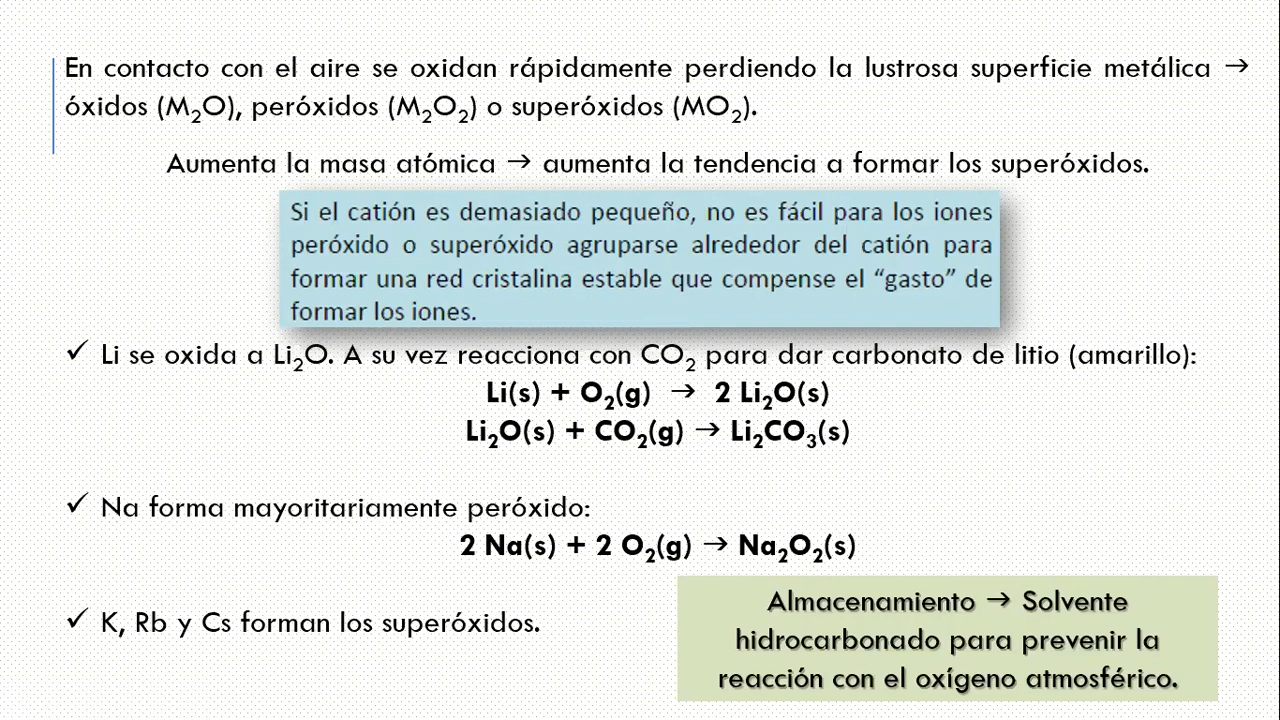 En contacto con el aire se oxidan rápidamente perdiendo la lustrosa superficie metálica →
óxidos (M₂O), peróxidos (M₂O₂) o superóxidos (MO₂).
Aumenta la masa atómica → aumenta la tendencia a formar los superóxidos.
Si el catión es demasiado pequeño, no es fácil para los iones
peróxido o superóxido agruparse alrededor del catión para
formar una red cristalina estable que compense el “gasto” de
formar los iones.
✓ Li se oxida a Li₂O. A su vez reacciona con CO₂ para dar carbonato de litio (amarillo):
Li(s) + O₂(g) → 2 Li₂O(s)
Li₂O(s) + CO₂(g) → Li₂CO₃(s)
✓ Na forma mayoritariamente peróxido:
2 Na(s) + 2 O₂(g) → Na₂O₂(s)
✓ K, Rb y Cs forman los superóxidos.
Almacenamiento → Solvente
hidrocarbonado para prevenir la
reacción con el oxígeno atmosférico.